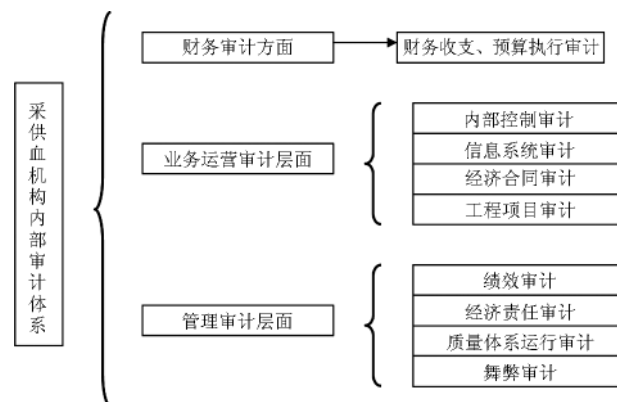 采供血机构内部审计体系
财务审计方面
财务收支、预算执行审计
业务运营审计层面
内部控制审计
信息系统审计
经济合同审计
工程项目审计
管理审计层面
绩效审计
经济责任审计
质量体系运行审计
舞弊审计